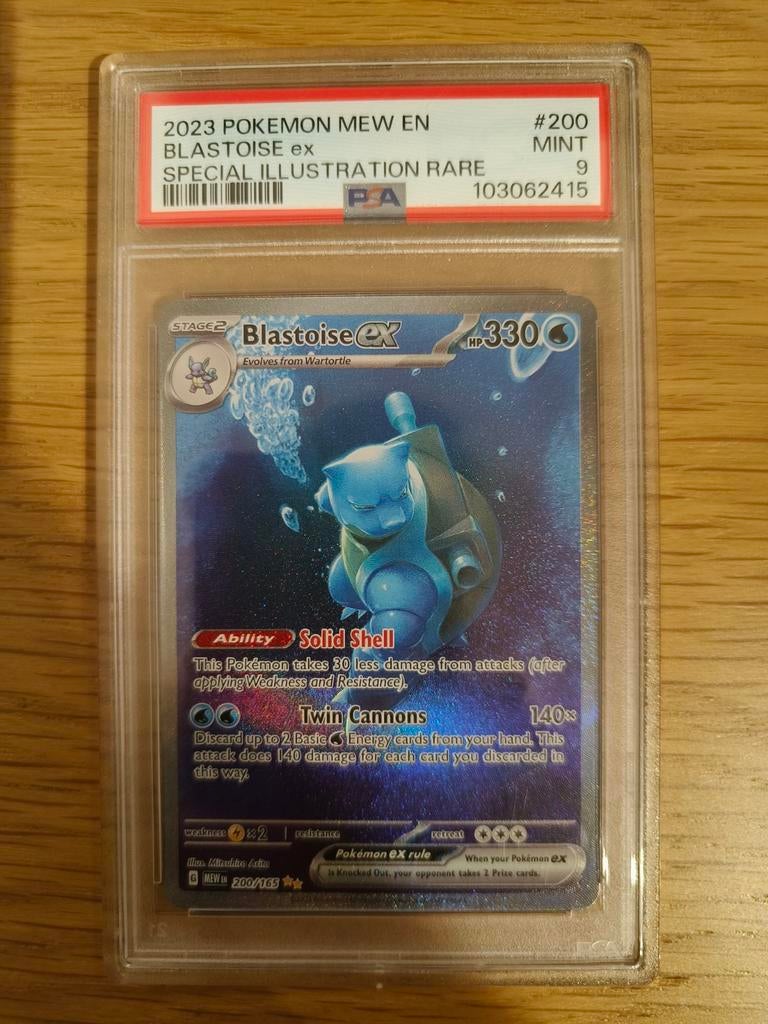 2023 POKEMON MEW EN #200
BLASTOISE ex MINT
SPECIAL ILLUSTRATION RARE 9
PSA 103062415
STAGE2 Blastoise ex HP330
Evolves from Wartortle
Ability Solid Shell
This Pokémon takes 30 less damage from attacks (after
applying Weakness and Resistance).
Twin Cannons 140×
Discard up to 2 Basic Energy cards from your hand. This
attack does 140 damage for each card you discarded in
this way.
weakness ×2 resistance retreat
Illus. Mitsuhiro Arita
Pokémon ex rule When your Pokémon ex
is Knocked Out, your opponent takes 2 Prize cards.
G MEW EN 200/165